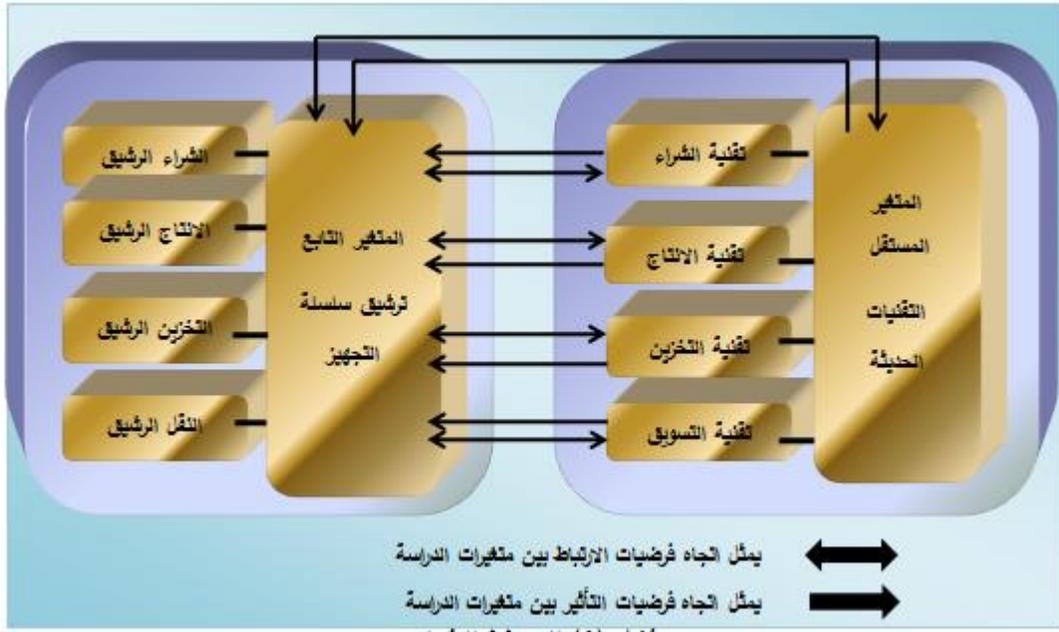 المتغير
المستقل
التقنيات
الحديثة
تقنية الشراء
تقنية الانتاج
تقنية التخزين
تقنية التسويق
المتغير التابع
ترشيق سلسلة
التجهيز
الشراء الرشيق
الانتاج الرشيق
التخزين الرشيق
النقل الرشيق
يمثل اتجاه فرضيات الارتباط بين متغيرات الدراسة
يمثل اتجاه فرضيات التأثير بين متغيرات الدراسة